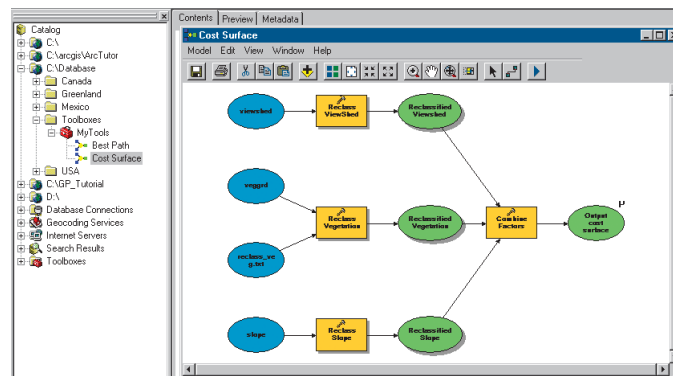 Contents Preview Metadata
Catalog
C:\
C:\arcgis\ArcTutor
C:\Database
Canada
Greenland
Mexico
Toolboxes
MyTools
Best Path
Cost Surface
USA
C:\GP_Tutorial
D:\
Database Connections
Geocoding Services
Internet Servers
Search Results
Toolboxes
Cost Surface
Model Edit View Window Help
viewshed
Reclass
ViewShed
Reclassified
Viewshed
veggrd
reclass_ve
g.txt
Reclass
Vegetation
Reclassified
Vegetation
Combine
Factors
P
Output
cost
surface
slope
Reclass
Slope
Reclassified
Slope